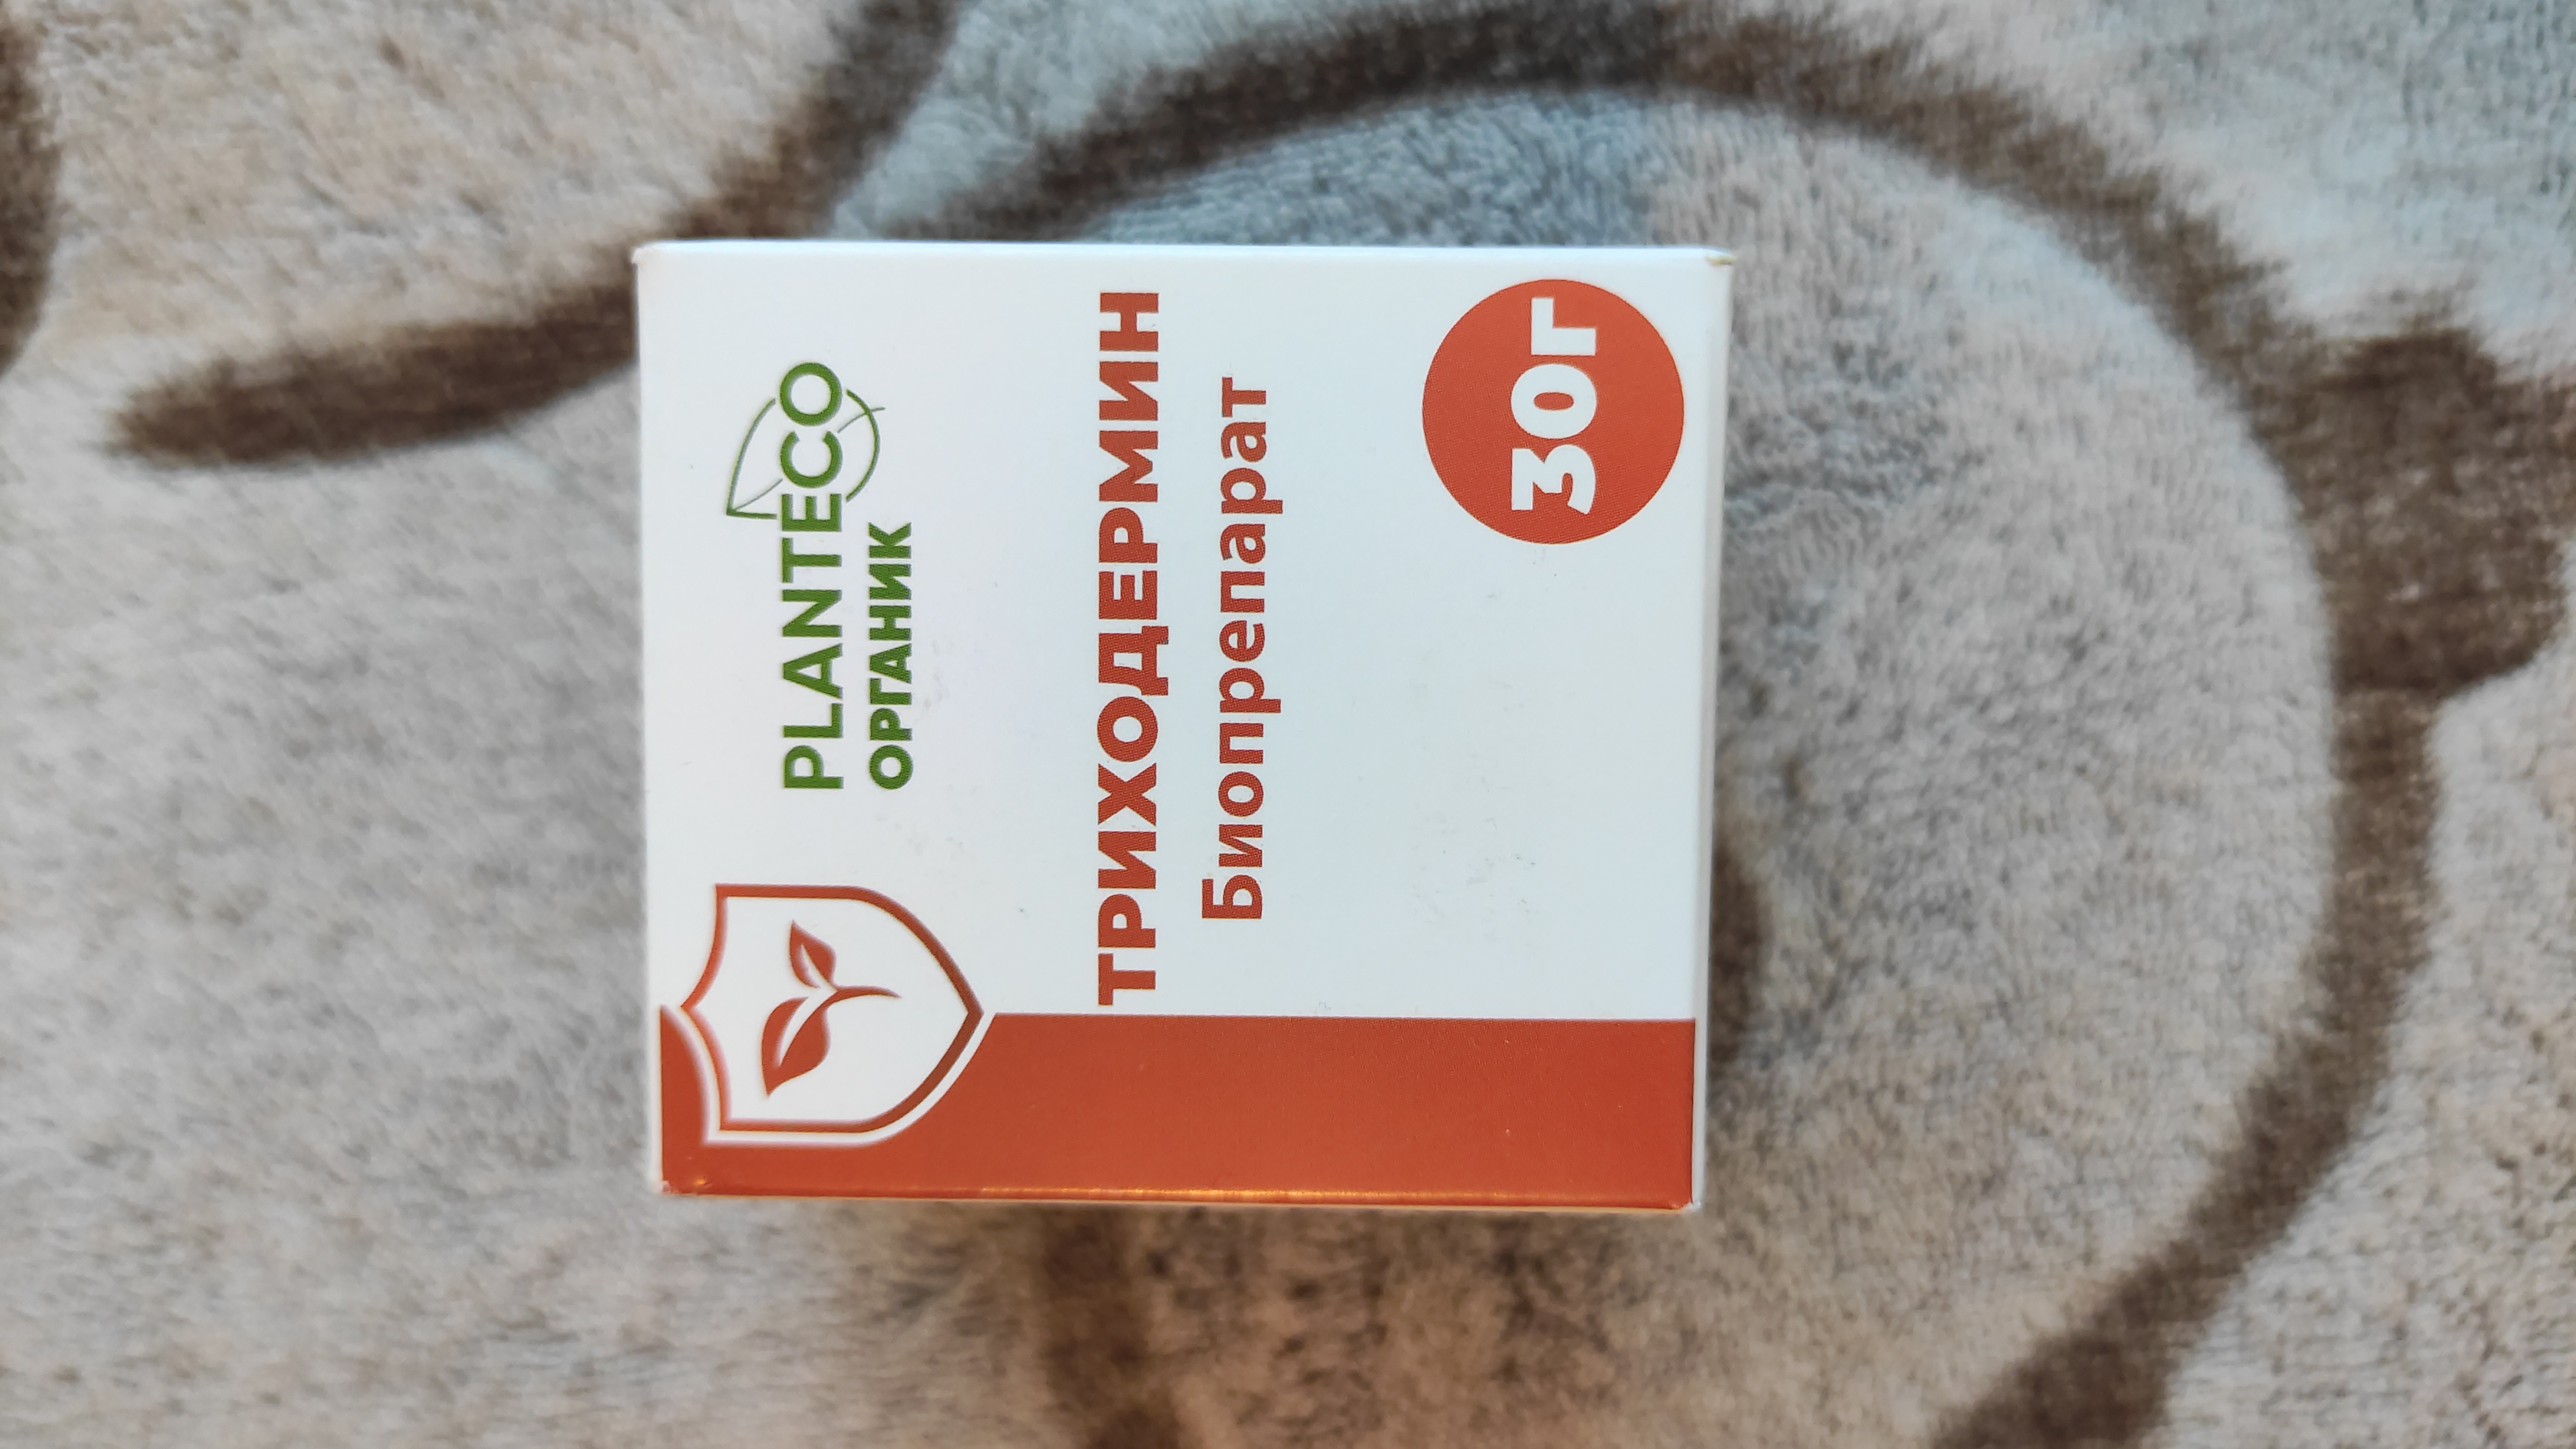 PLANTECO
ОРГАНИК
ТРИХОДЕРМИН
Биопрепарат
30г